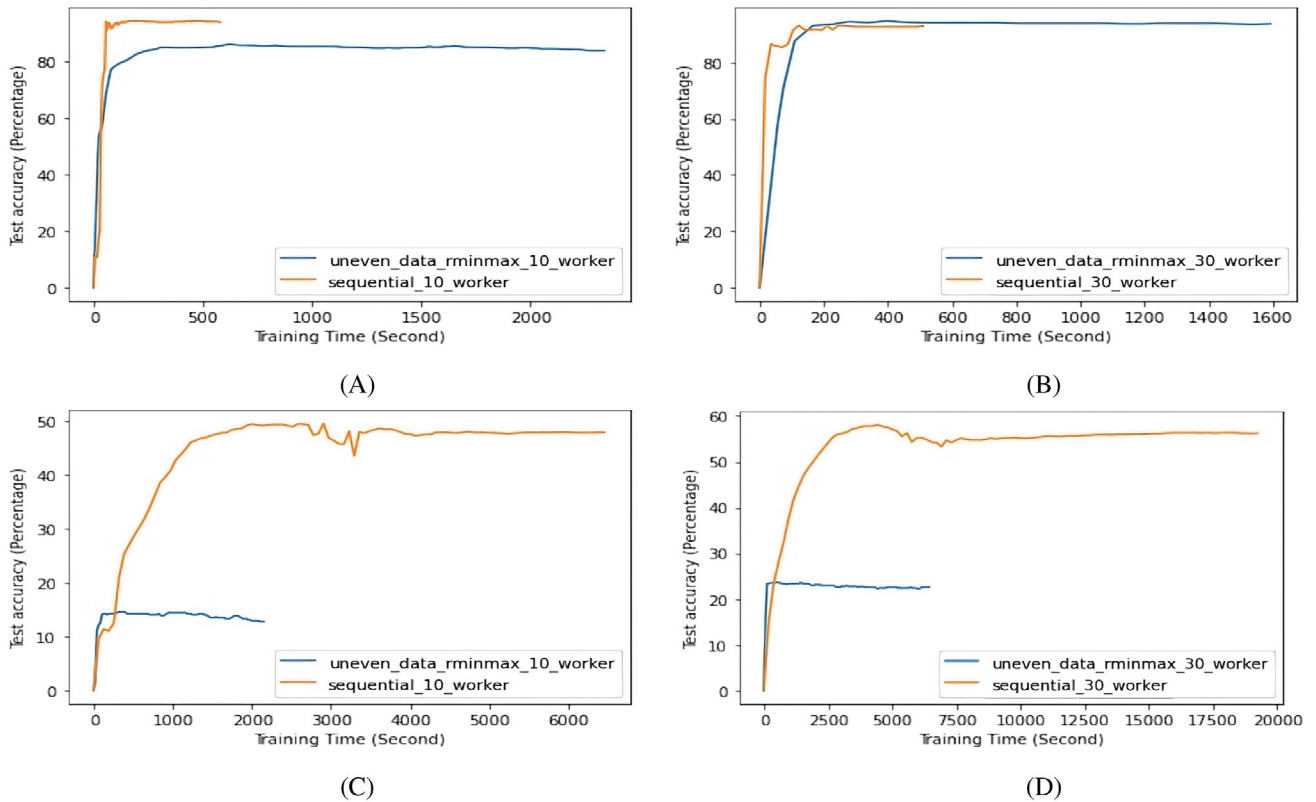 80
60
40
20
0
Test accuracy (Percentage)
uneven_data_rminmax_10_worker
sequential_10_worker
0 500 1000 1500 2000
Training Time (Second)
(A)
80
60
40
20
0
Test accuracy (Percentage)
uneven_data_rminmax_30_worker
sequential_30_worker
0 200 400 600 800 1000 1200 1400 1600
Training Time (Second)
(B)
50
40
30
20
10
0
Test accuracy (Percentage)
uneven_data_rminmax_10_worker
sequential_10_worker
0 1000 2000 3000 4000 5000 6000
Training Time (Second)
(C)
60
50
40
30
20
10
0
Test accuracy (Percentage)
uneven_data_rminmax_30_worker
sequential_30_worker
0 2500 5000 7500 10000 12500 15000 17500 20000
Training Time (Second)
(D)